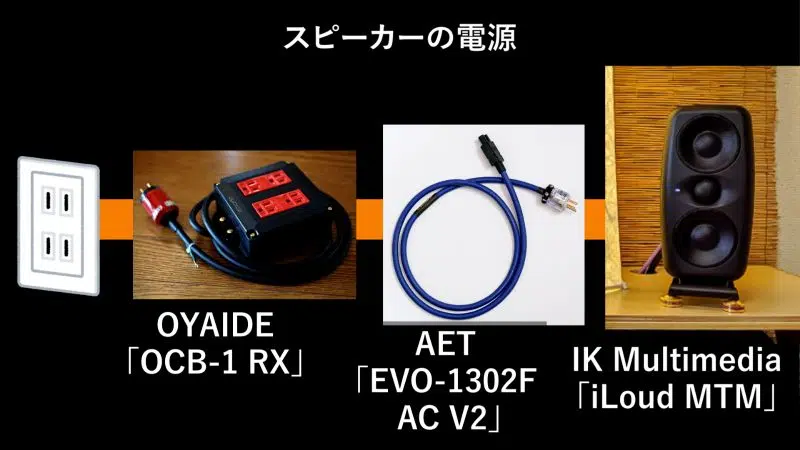 スピーカーの電源
OYAIDE
「OCB-1 RX」
AET
「EVO-1302F
AC V2」
IK Multimedia
「iLoud MTM」